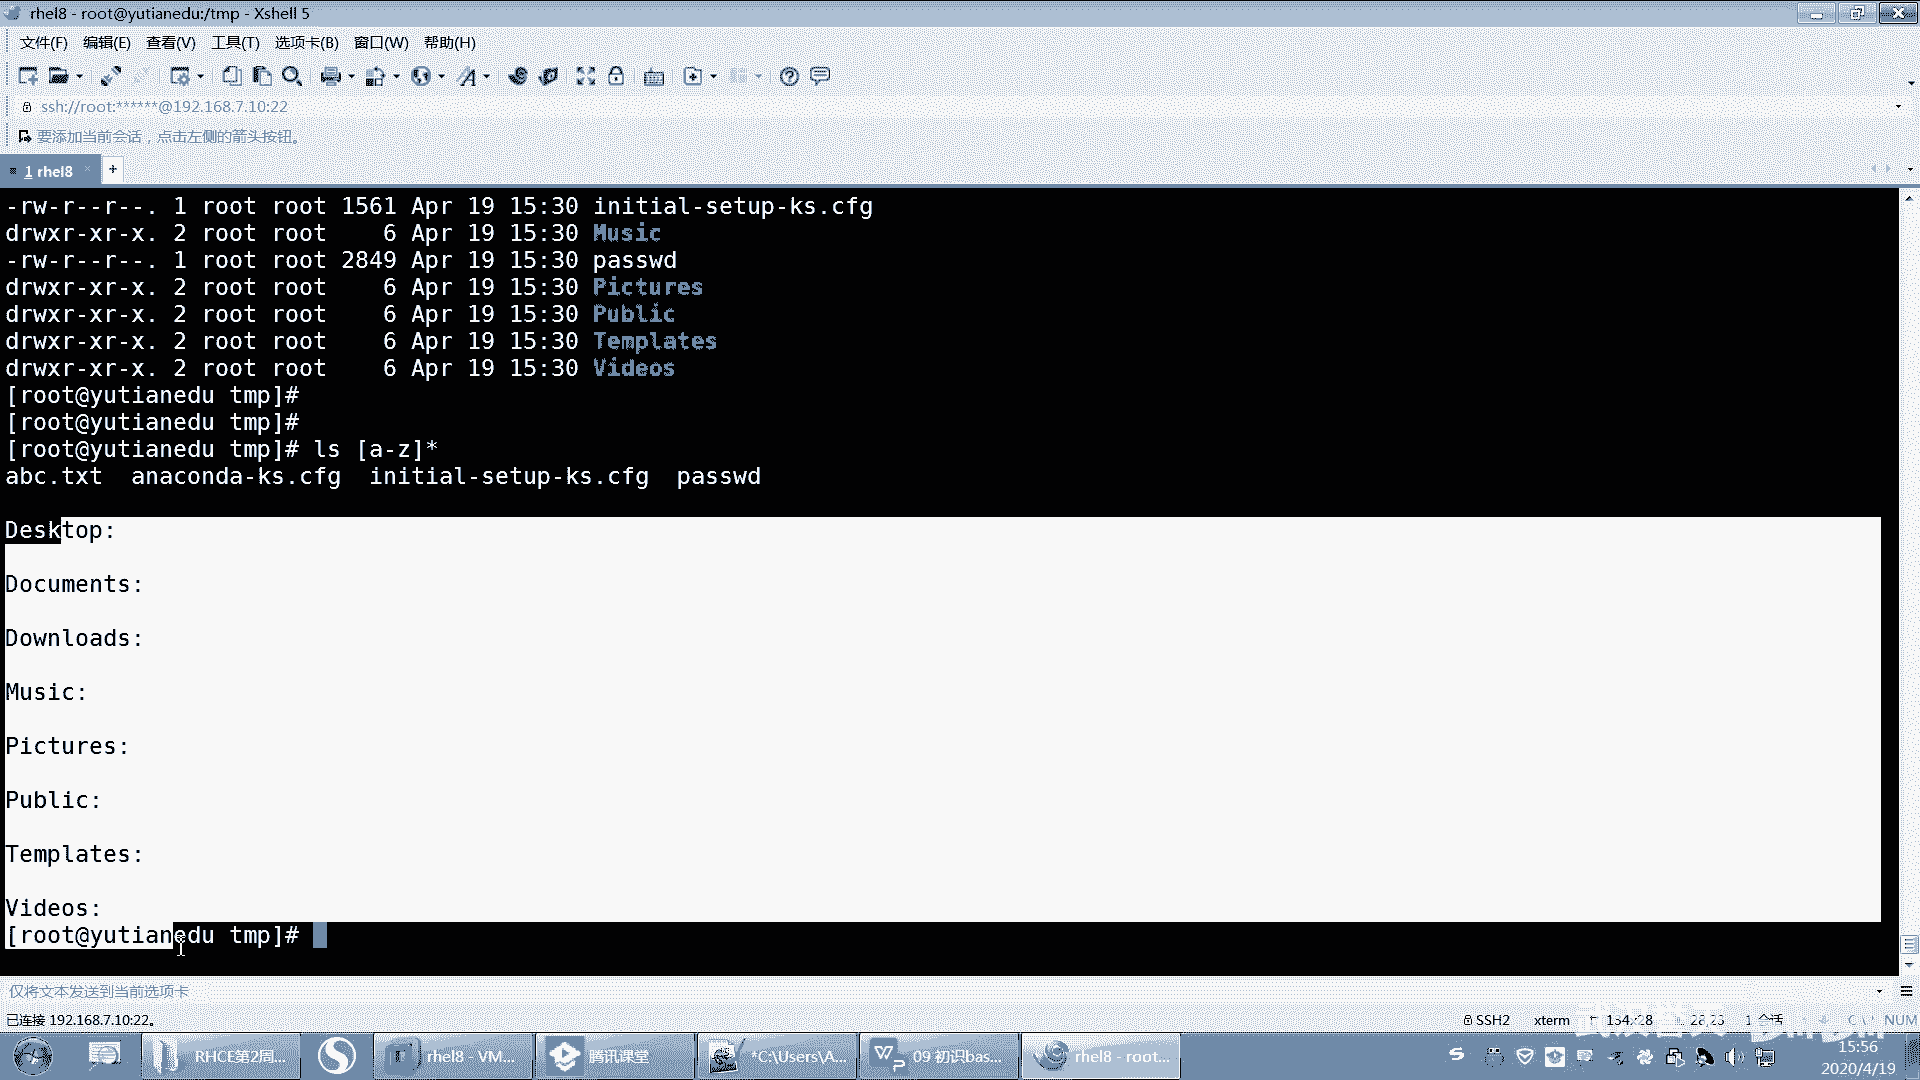 rhel8 - root@yutianedu:/tmp - Xshell 5
文件(F) 编辑(E) 查看(V) 工具(T) 选项卡(B) 窗口(W) 帮助(H)
ssh://root:******@192.168.7.10:22
要添加当前会话，点击左侧的箭头按钮。
1 rhel8 × +
-rw-r--r--. 1 root root 1561 Apr 19 15:30 initial-setup-ks.cfg
drwxr-xr-x. 2 root root    6 Apr 19 15:30 Music
-rw-r--r--. 1 root root 2849 Apr 19 15:30 passwd
drwxr-xr-x. 2 root root    6 Apr 19 15:30 Pictures
drwxr-xr-x. 2 root root    6 Apr 19 15:30 Public
drwxr-xr-x. 2 root root    6 Apr 19 15:30 Templates
drwxr-xr-x. 2 root root    6 Apr 19 15:30 Videos
[root@yutianedu tmp]#
[root@yutianedu tmp]#
[root@yutianedu tmp]# ls [a-z]*
abc.txt  anaconda-ks.cfg  initial-setup-ks.cfg  passwd
Desktop:
Documents:
Downloads:
Music:
Pictures:
Public:
Templates:
Videos:
[root@yutianedu tmp]#
仅将文本发送到当前选项卡
已连接 192.168.7.10:22。 SSH2 xterm 154x28 28,23 1 会话 NUM
RHCE第2周... rhel8 - VM... 腾讯课堂 *C:\Users\A... 09 初识bas... rhel8 - root...
15:56
2020/4/19